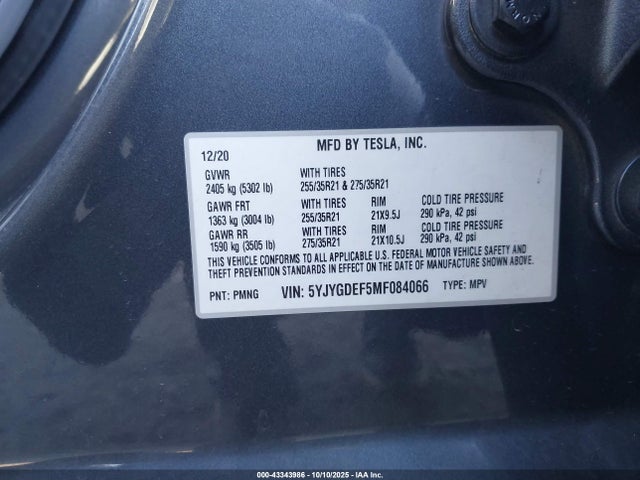 MFD BY TESLA, INC.
12/20
GVWR WITH TIRES
2405 kg (5302 lb) 255/35R21 & 275/35R21
GAWR FRT WITH TIRES RIM COLD TIRE PRESSURE
1363 kg (3004 lb) 255/35R21 21X9.5J 290 kPa, 42 psi
GAWR RR WITH TIRES RIM COLD TIRE PRESSURE
1590 kg (3505 lb) 275/35R21 21X10.5J 290 kPa, 42 psi
THIS VEHICLE CONFORMS TO ALL APPLICABLE U.S. FEDERAL MOTOR VEHICLE SAFETY AND
THEFT PREVENTION STANDARDS IN EFFECT ON THE DATE OF MANUFACTURE SHOWN ABOVE.
PNT: PMNG VIN: 5YJYGDEF5MF084066 TYPE: MPV
000-43343986 - 10/10/2025 - IAA Inc.